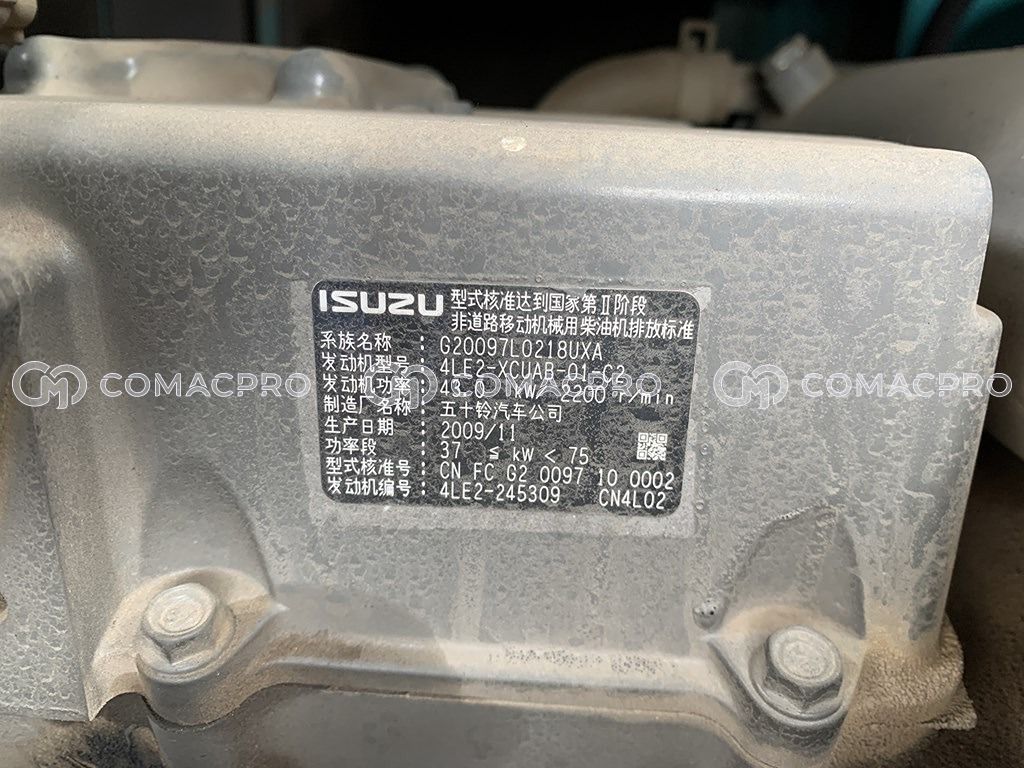 ISUZU 型式核准达到国家第Ⅱ阶段
非道路移动机械用柴油机排放标准
系族名称 : G20097L0218UXA
发动机型号 : 4LE2-XCUAB-01-C2
发动机功率 : 43.0 kW/ 2200 r/min
制造厂名称 : 五十铃汽车公司
生产日期 : 2009/11
功率段 : 37 ≦ kW < 75
型式核准号 : CN FC G2 0097 10 0002
发动机编号 : 4LE2-245309 CN4L02
COMACPRO COMACPRO COMACPRO